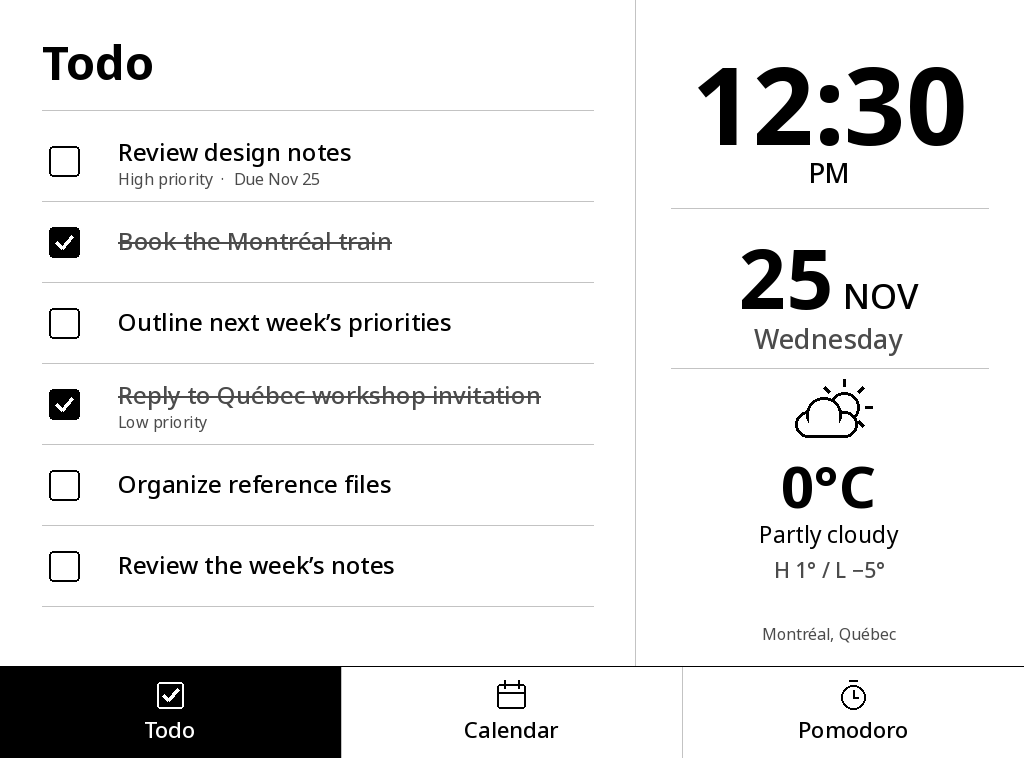 Todo
Review design notes
High priority · Due Nov 25
Book the Montréal train
Outline next week’s priorities
Reply to Québec workshop invitation
Low priority
Organize reference files
Review the week’s notes
12:30
PM
25 NOV
Wednesday
0°C
Partly cloudy
H 1° / L −5°
Montréal, Québec
Todo
Calendar
Pomodoro